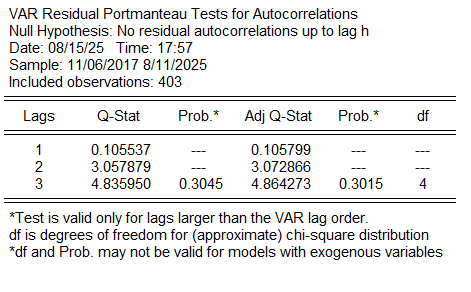 VAR Residual Portmanteau Tests for Autocorrelations
Null Hypothesis: No residual autocorrelations up to lag h
Date: 08/15/25 Time: 17:57
Sample: 11/06/2017 8/11/2025
Included observations: 403
Lags Q-Stat Prob.* Adj Q-Stat Prob.* df
1 0.105537 --- 0.105799 --- ---
2 3.057879 --- 3.072866 --- ---
3 4.835950 0.3045 4.864273 0.3015 4
*Test is valid only for lags larger than the VAR lag order.
df is degrees of freedom for (approximate) chi-square distribution
*df and Prob. may not be valid for models with exogenous variables